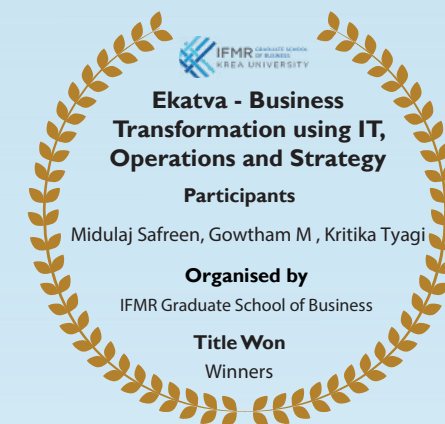 IFMR GRADUATE SCHOOL
OF BUSINESS
KREA UNIVERSITY
Ekatva - Business
Transformation using IT,
Operations and Strategy
Participants
Midulaj Safreen, Gowtham M , Kritika Tyagi
Organised by
IFMR Graduate School of Business
Title Won
Winners